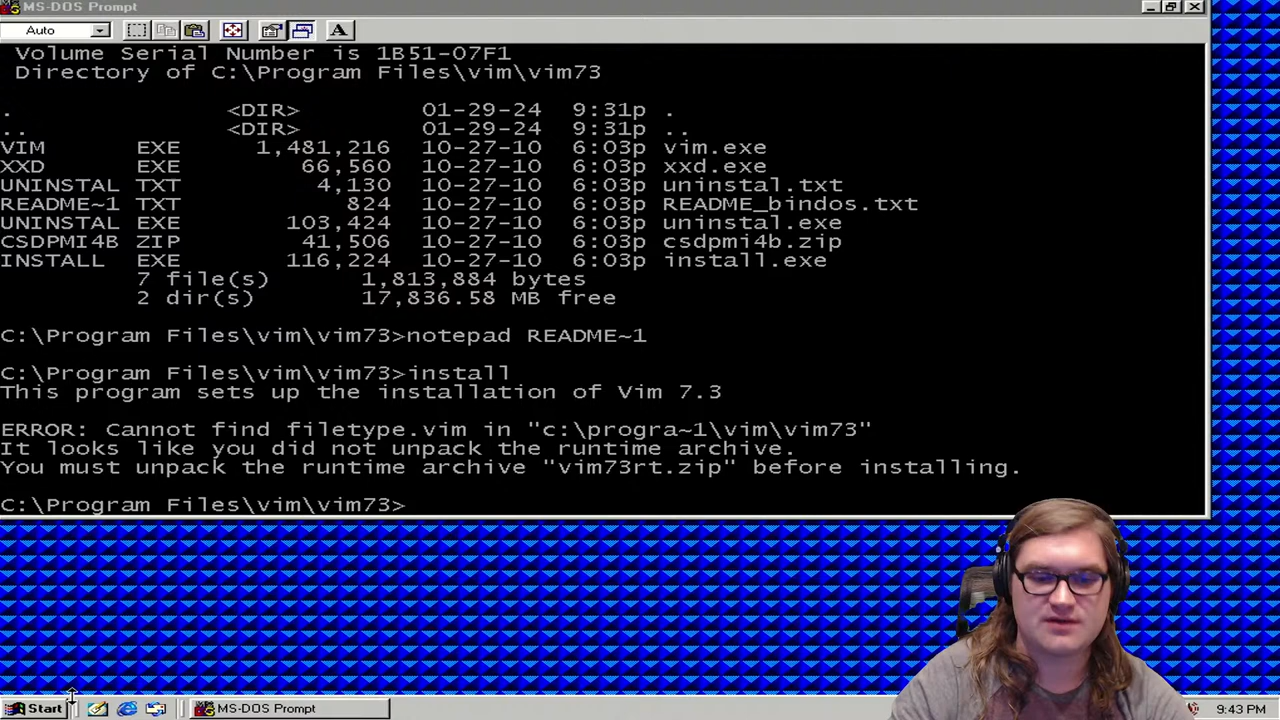 MS-DOS Prompt
Auto
A
Volume Serial Number is 1B51-07F1
Directory of C:\Program Files\vim\vim73
. <DIR> 01-29-24 9:31p .
.. <DIR> 01-29-24 9:31p ..
VIM EXE 1,481,216 10-27-10 6:03p vim.exe
XXD EXE 66,560 10-27-10 6:03p xxd.exe
UNINSTAL TXT 4,130 10-27-10 6:03p uninstal.txt
README~1 TXT 824 10-27-10 6:03p README_bindos.txt
UNINSTAL EXE 103,424 10-27-10 6:03p uninstal.exe
CSDPMI4B ZIP 41,506 10-27-10 6:03p csdpmi4b.zip
INSTALL EXE 116,224 10-27-10 6:03p install.exe
7 file(s) 1,813,884 bytes
2 dir(s) 17,836.58 MB free
C:\Program Files\vim\vim73>notepad README~1
C:\Program Files\vim\vim73>install
This program sets up the installation of Vim 7.3
ERROR: Cannot find filetype.vim in "c:\progra~1\vim\vim73"
It looks like you did not unpack the runtime archive.
You must unpack the runtime archive "vim73rt.zip" before installing.
C:\Program Files\vim\vim73>
Start
MS-DOS Prompt
9:43 PM